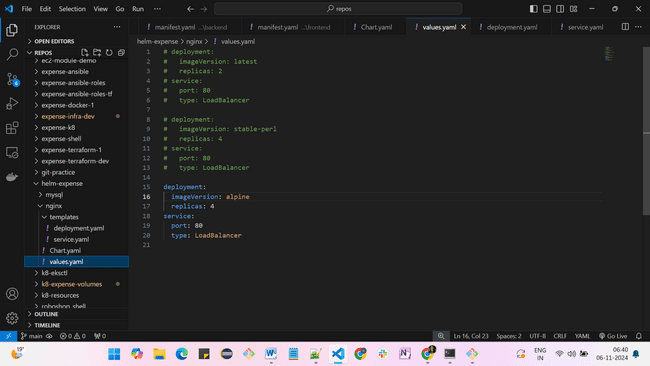 File Edit Selection View Go Run ···
repos
EXPLORER ···
OPEN EDITORS
REPOS
ec2-module-demo
expense-ansible
expense-ansible-roles
expense-ansible-roles-tf
expense-docker-1
expense-infra-dev
expense-k8
expense-shell
expense-terraform-1
expense-terraform-dev
git-practice
helm-expense
mysql
nginx
templates
! deployment.yaml
! service.yaml
! Chart.yaml
! values.yaml
k8-eksctl
k8-expense-volumes
k8-resources
roboshop_shell
OUTLINE
TIMELINE
! manifest.yaml ...\backend ! manifest.yaml ...\frontend ! Chart.yaml ! values.yaml ! deployment.yaml ! service.yaml
helm-expense > nginx > ! values.yaml
1 # deployment:
2 #   imageVersion: latest
3 #   replicas: 2
4 # service:
5 #   port: 80
6 #   type: LoadBalancer
7
8 # deployment:
9 #   imageVersion: stable-perl
10 #   replicas: 4
11 # service:
12 #   port: 80
13 #   type: LoadBalancer
14
15 deployment:
16   imageVersion: alpine
17   replicas: 4
18 service:
19   port: 80
20   type: LoadBalancer
21
main 0 0 0 Ln 16, Col 23 Spaces: 2 UTF-8 CRLF YAML Go Live
19°
ENG
IN
06:40
06-11-2024